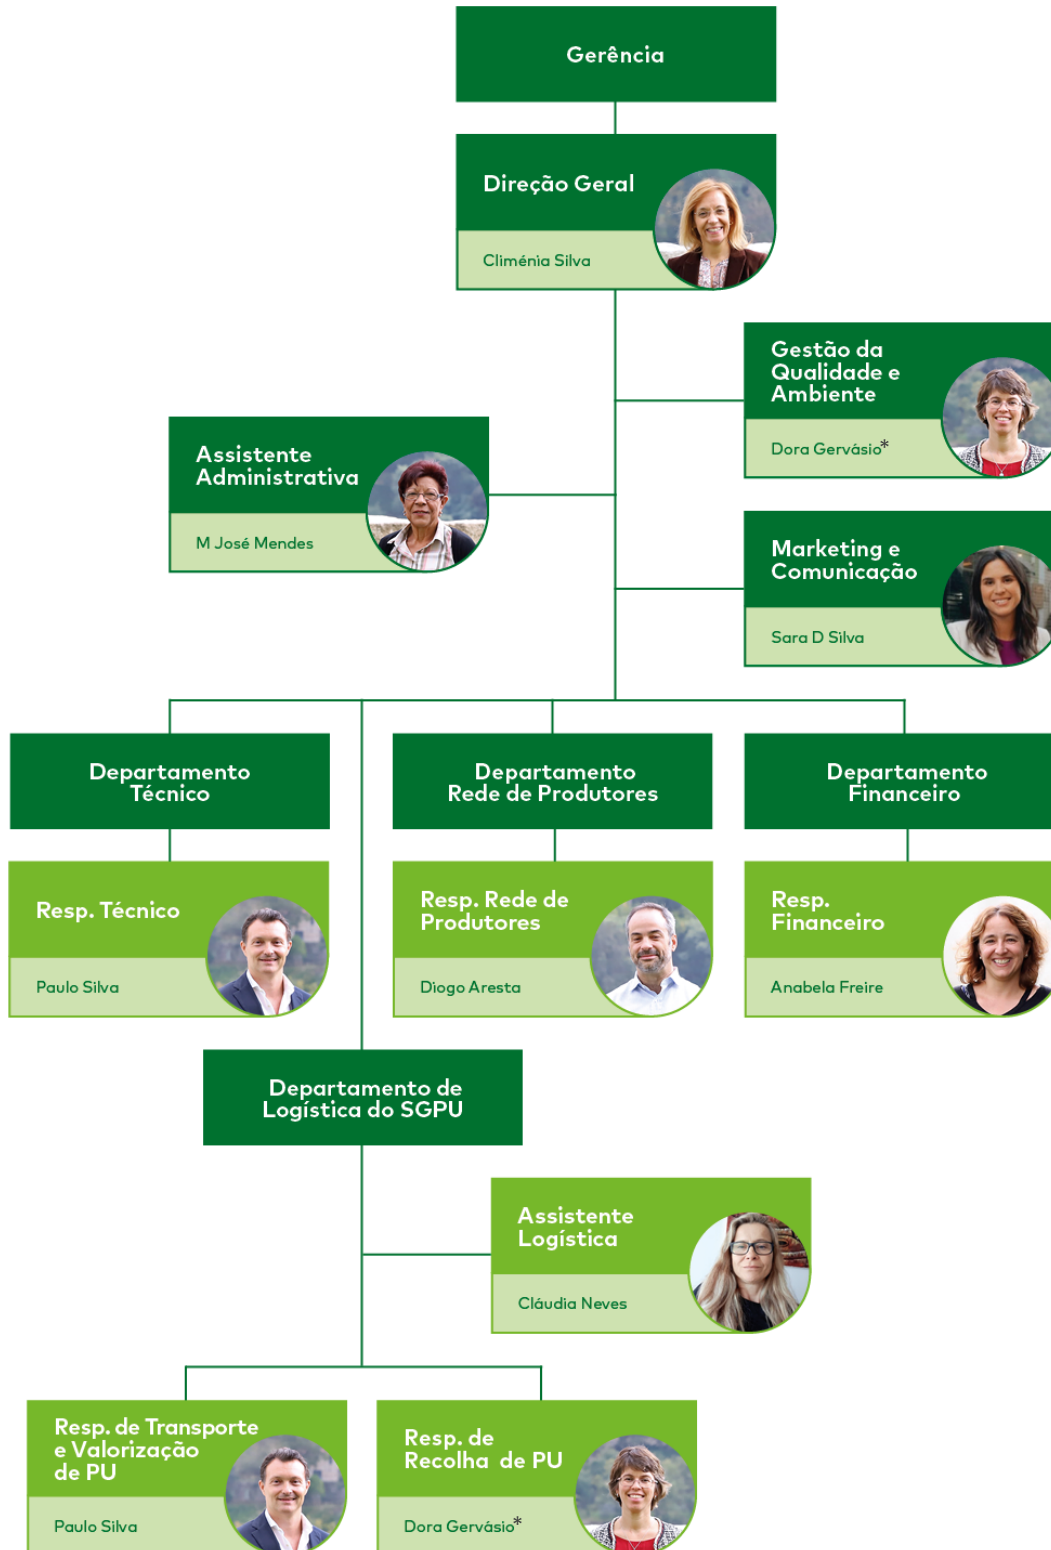 Gerência
Direção Geral
Climénia Silva
Gestão da
Qualidade e
Ambiente
Dora Gervásio*
Assistente
Administrativa
M José Mendes
Marketing e
Comunicação
Sara D Silva
Departamento
Técnico
Departamento
Rede de Produtores
Departamento
Financeiro
Resp. Técnico
Paulo Silva
Resp. Rede de
Produtores
Diogo Aresta
Resp.
Financeiro
Anabela Freire
Departamento de
Logística do SGPU
Assistente
Logística
Cláudia Neves
Resp. de Transporte
e Valorização
de PU
Paulo Silva
Resp. de
Recolha de PU
Dora Gervásio*